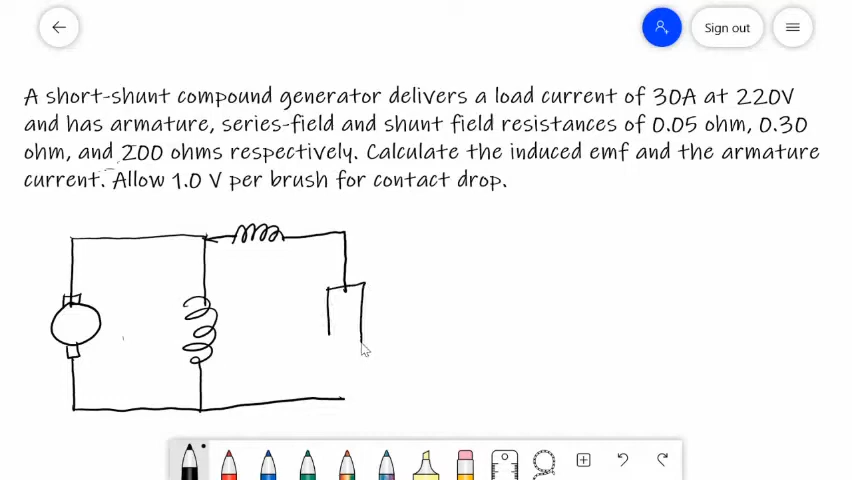 Sign out
A short-shunt compound generator delivers a load current of 30A at 220V
and has armature, series-field and shunt field resistances of 0.05 ohm, 0.30
ohm, and 200 ohms respectively. Calculate the induced emf and the armature
current. Allow 1.0 V per brush for contact drop.